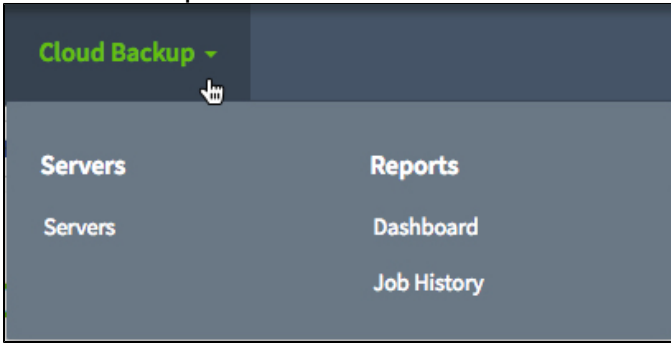 Cloud Backup
Servers
Servers
Reports
Dashboard
Job History